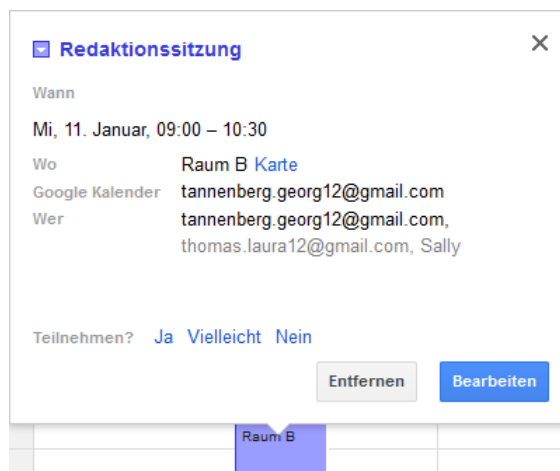 Redaktionssitzung
Wann
Mi, 11. Januar, 09:00 – 10:30
Wo Raum B Karte
Google Kalender tannenberg.georg12@gmail.com
Wer tannenberg.georg12@gmail.com,
thomas.laura12@gmail.com, Sally
Teilnehmen? Ja Vielleicht Nein
Entfernen Bearbeiten
Raum B